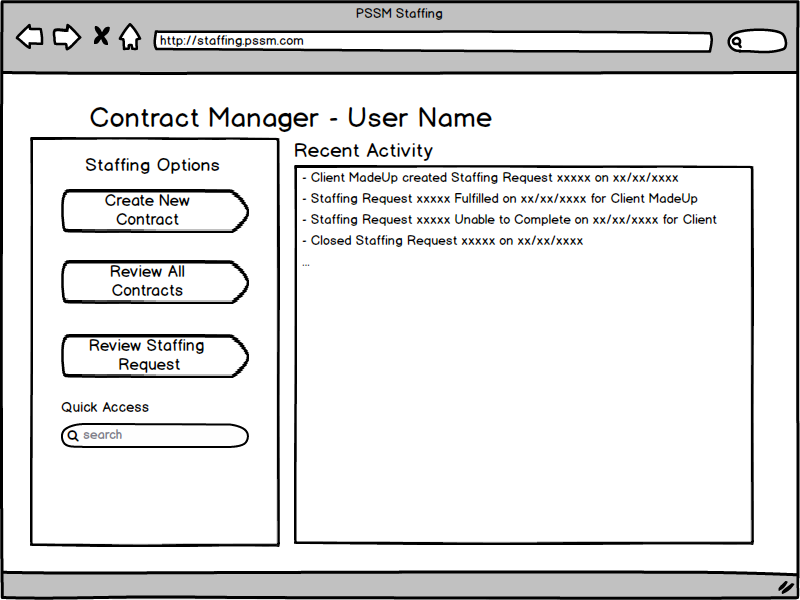 PSSM Staffing
http://staffing.pssm.com
Contract Manager - User Name
Staffing Options
Create New
Contract
Review All
Contracts
Review Staffing
Request
Quick Access
search
Recent Activity
- Client MadeUp created Staffing Request xxxxx on xx/xx/xxxx
- Staffing Request xxxxx Fulfilled on xx/xx/xxxx for Client MadeUp
- Staffing Request xxxxx Unable to Complete on xx/xx/xxxx for Client
- Closed Staffing Request xxxxx on xx/xx/xxxx
...